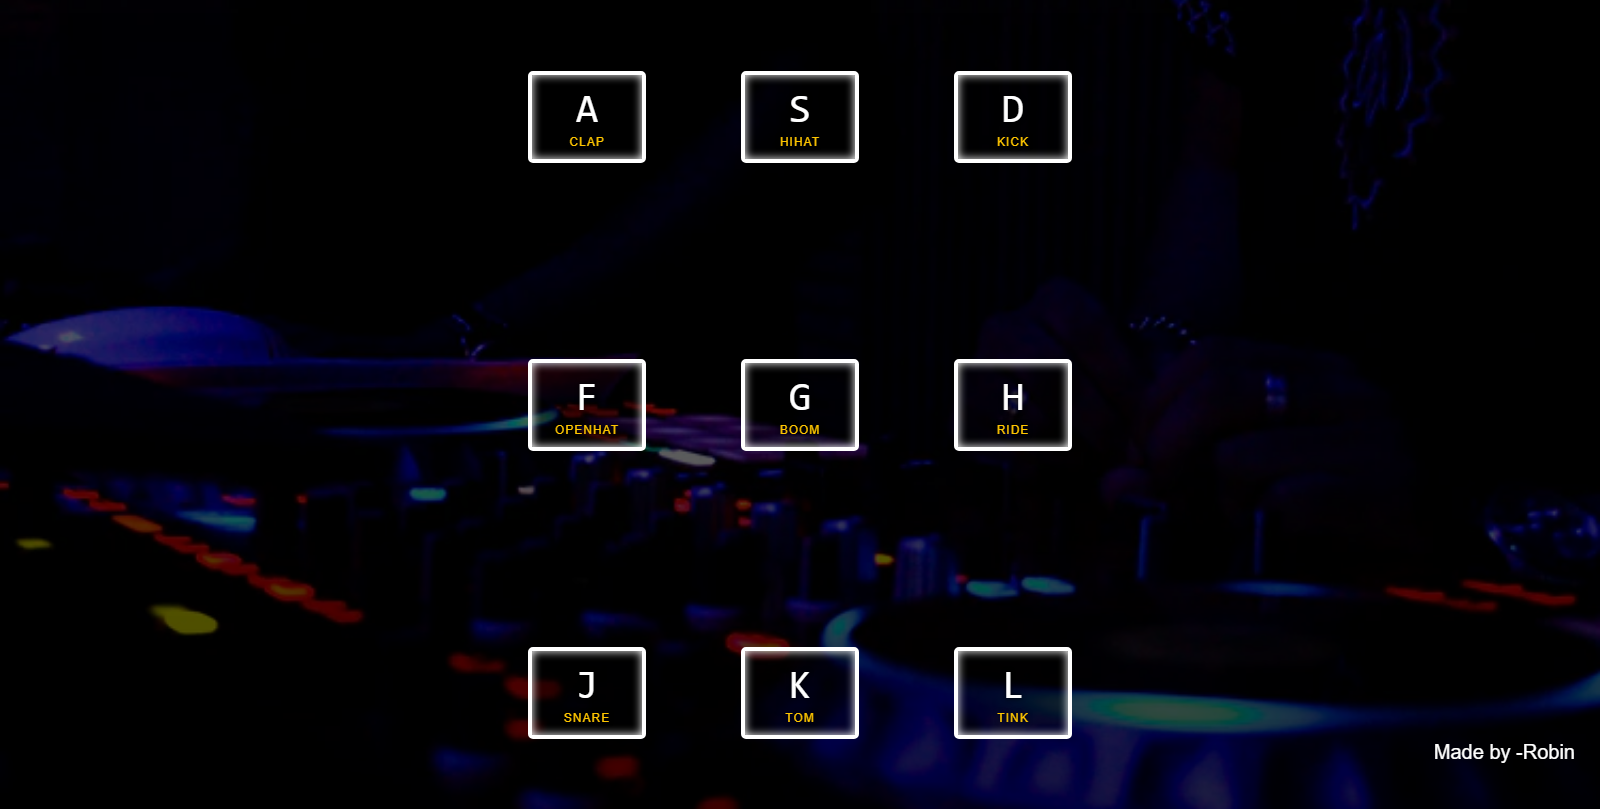 A
CLAP
S
HIHAT
D
KICK
F
OPENHAT
G
BOOM
H
RIDE
J
SNARE
K
TOM
L
TINK
Made by -Robin